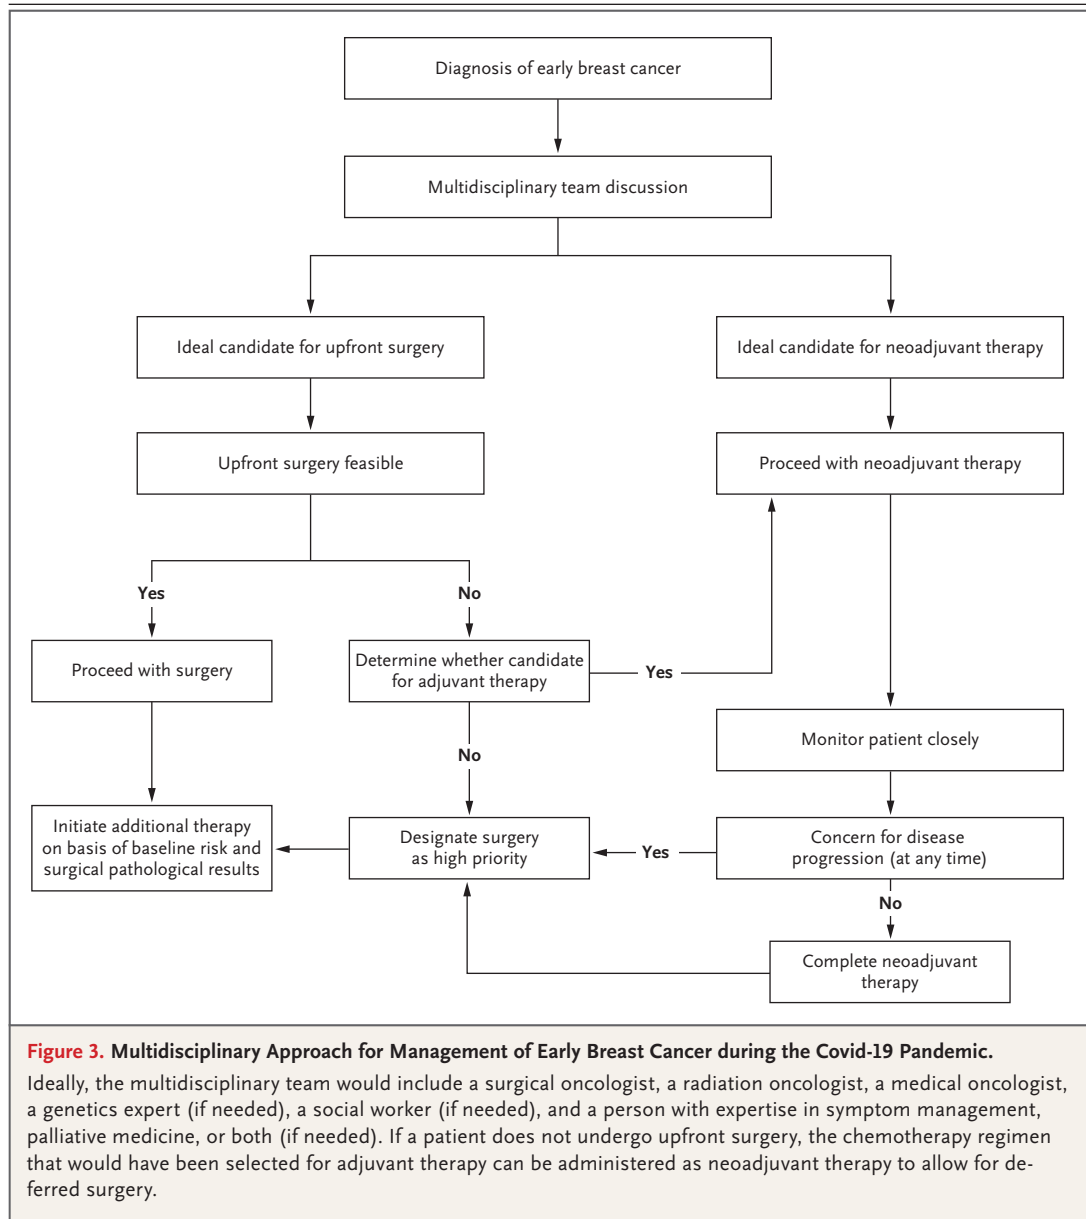 Diagnosis of early breast cancer
Multidisciplinary team discussion
Ideal candidate for upfront surgery
Ideal candidate for neoadjuvant therapy
Upfront surgery feasible
Proceed with neoadjuvant therapy
Yes
No
Proceed with surgery
Determine whether candidate
for adjuvant therapy
Yes
Monitor patient closely
No
Initiate additional therapy
on basis of baseline risk and
surgical pathological results
Designate surgery
as high priority
Yes
Concern for disease
progression (at any time)
No
Complete neoadjuvant
therapy
Figure 3. Multidisciplinary Approach for Management of Early Breast Cancer during the Covid-19 Pandemic.
Ideally, the multidisciplinary team would include a surgical oncologist, a radiation oncologist, a medical oncologist,
a genetics expert (if needed), a social worker (if needed), and a person with expertise in symptom management,
palliative medicine, or both (if needed). If a patient does not undergo upfront surgery, the chemotherapy regimen
that would have been selected for adjuvant therapy can be administered as neoadjuvant therapy to allow for de-
ferred surgery.